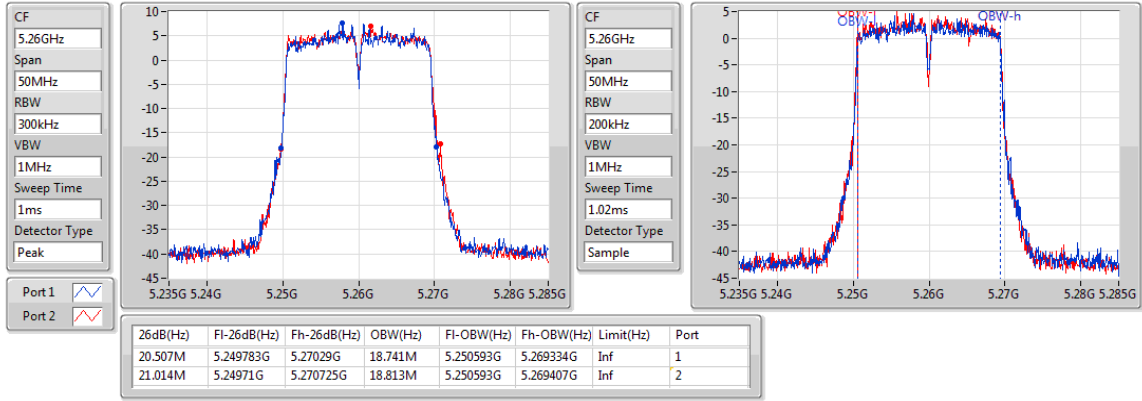 CF
5.26GHz
Span
50MHz
RBW
300kHz
VBW
1MHz
Sweep Time
1ms
Detector Type
Peak
Port 1
Port 2
10
5
0
-5
-10
-15
-20
-25
-30
-35
-40
-45
5.235G 5.24G 5.25G 5.26G 5.27G 5.28G 5.285G
CF
5.26GHz
Span
50MHz
RBW
200kHz
VBW
1MHz
Sweep Time
1.02ms
Detector Type
Sample
5
0
-5
-10
-15
-20
-25
-30
-35
-40
-45
OBW-h
5.235G 5.24G 5.25G 5.26G 5.27G 5.28G 5.285G
26dB(Hz) Fl-26dB(Hz) Fh-26dB(Hz) OBW(Hz) Fl-OBW(Hz) Fh-OBW(Hz) Limit(Hz) Port
20.507M 5.249783G 5.27029G 18.741M 5.250593G 5.269334G Inf 1
21.014M 5.24971G 5.270725G 18.813M 5.250593G 5.269407G Inf 2